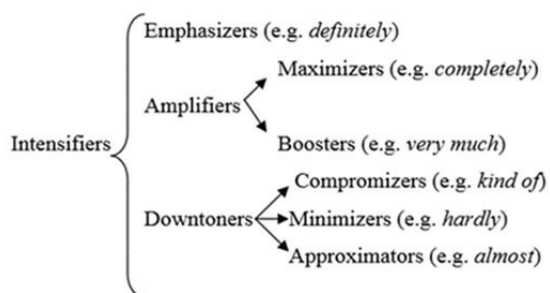 Emphasizers (e.g. definitely)
Maximizers (e.g. completely)
Amplifiers
Intensifiers
Boosters (e.g. very much)
Compromizers (e.g. kind of)
Downtoners
Minimizers (e.g. hardly)
Approximators (e.g. almost)